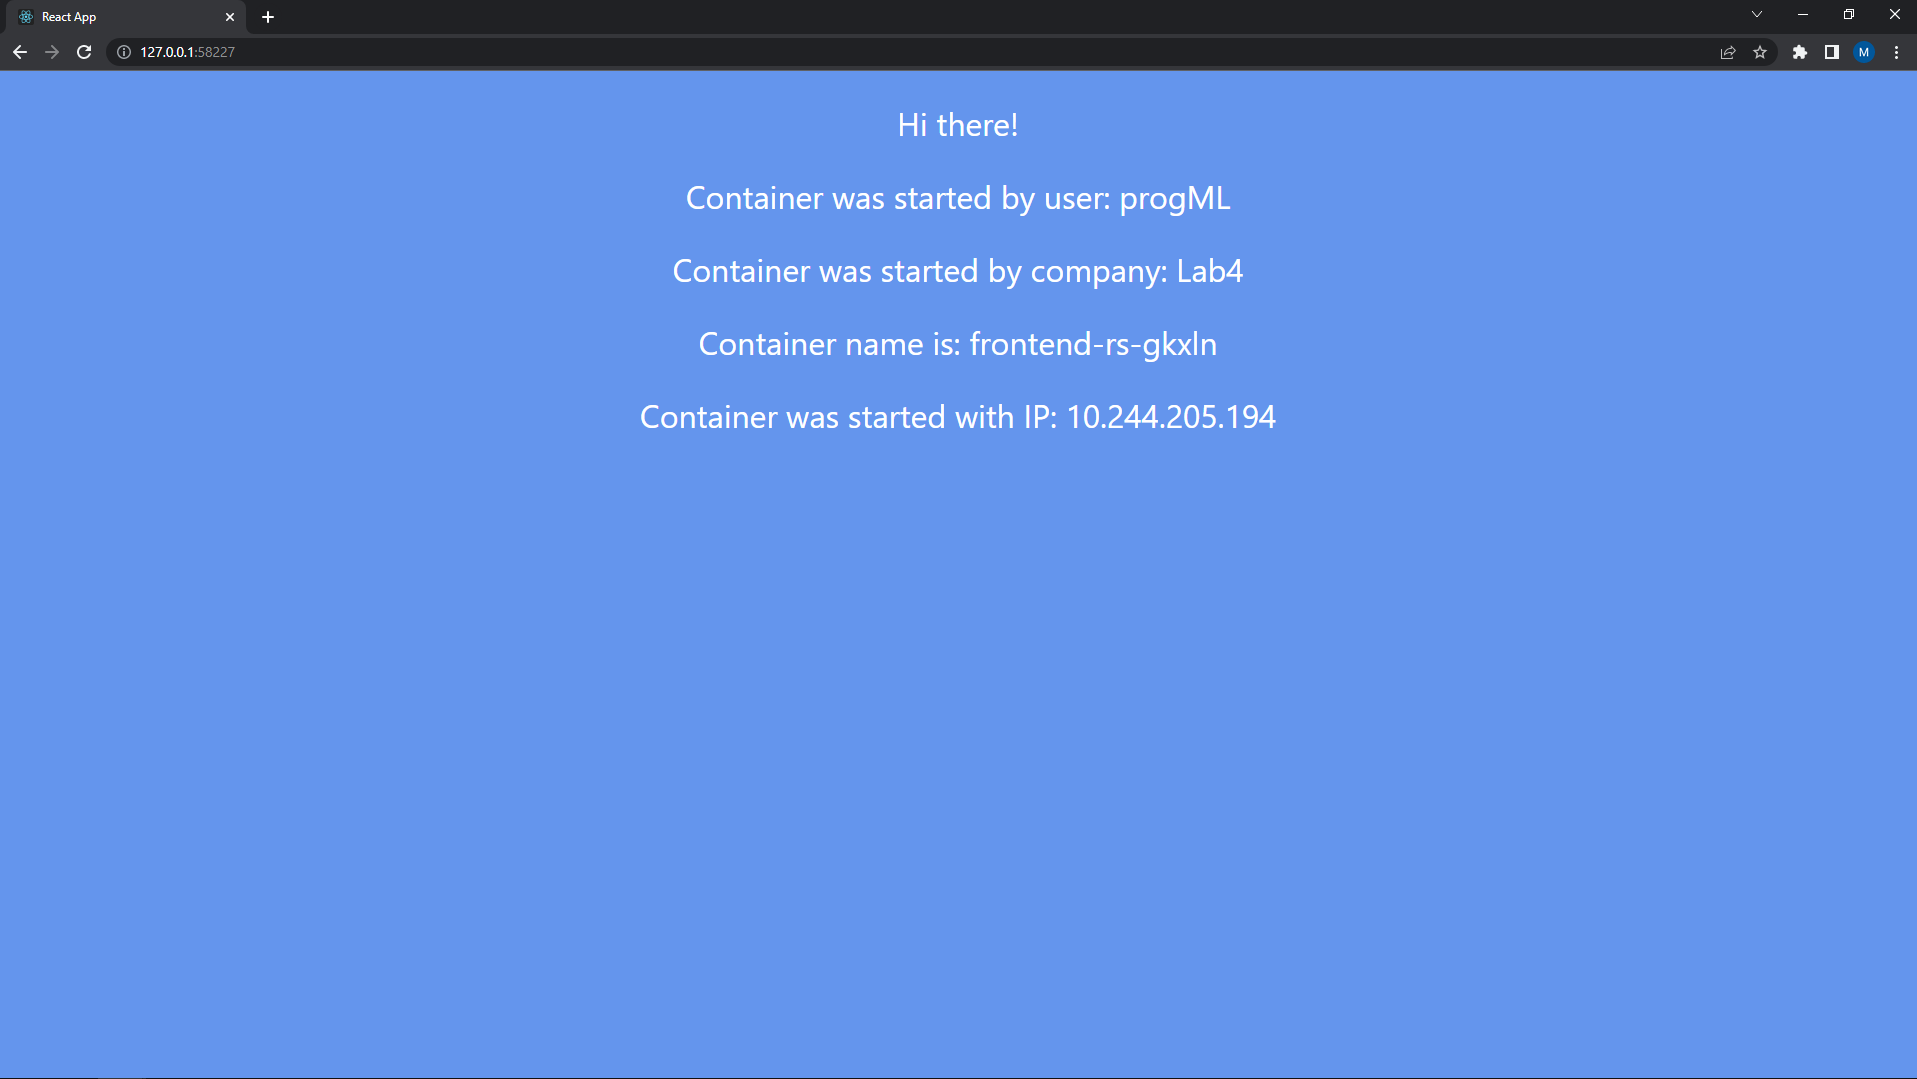 React App
127.0.0.1:58227
M
Hi there!
Container was started by user: progML
Container was started by company: Lab4
Container name is: frontend-rs-gkxln
Container was started with IP: 10.244.205.194